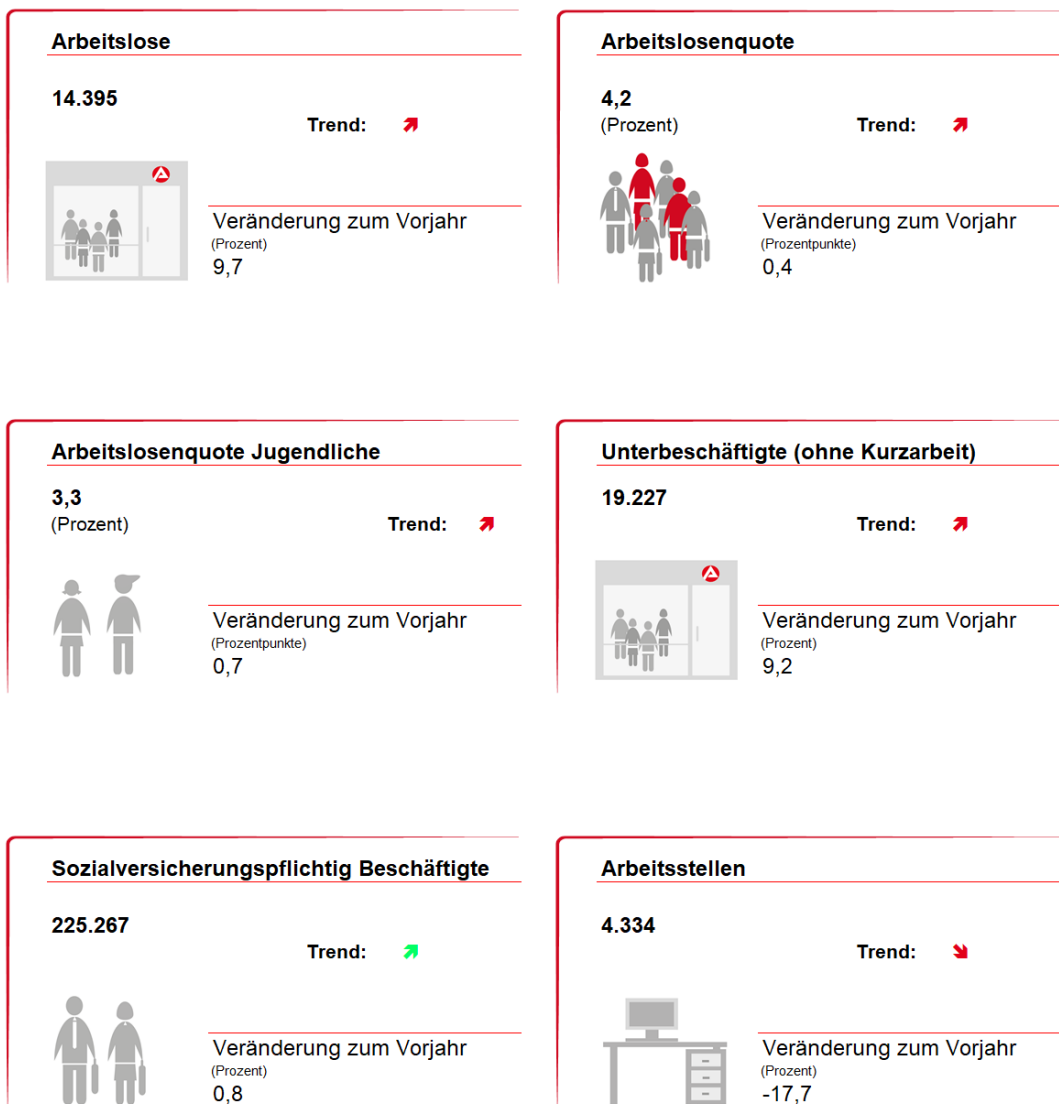 Arbeitslose
14.395
Trend:
Veränderung zum Vorjahr
(Prozent)
9,7
Arbeitslosenquote
4,2
(Prozent)
Trend:
Veränderung zum Vorjahr
(Prozentpunkte)
0,4
Arbeitslosenquote Jugendliche
3,3
(Prozent)
Trend:
Veränderung zum Vorjahr
(Prozentpunkte)
0,7
Unterbeschäftigte (ohne Kurzarbeit)
19.227
Trend:
Veränderung zum Vorjahr
(Prozent)
9,2
Sozialversicherungspflichtig Beschäftigte
225.267
Trend:
Veränderung zum Vorjahr
(Prozent)
0,8
Arbeitsstellen
4.334
Trend:
Veränderung zum Vorjahr
(Prozent)
-17,7